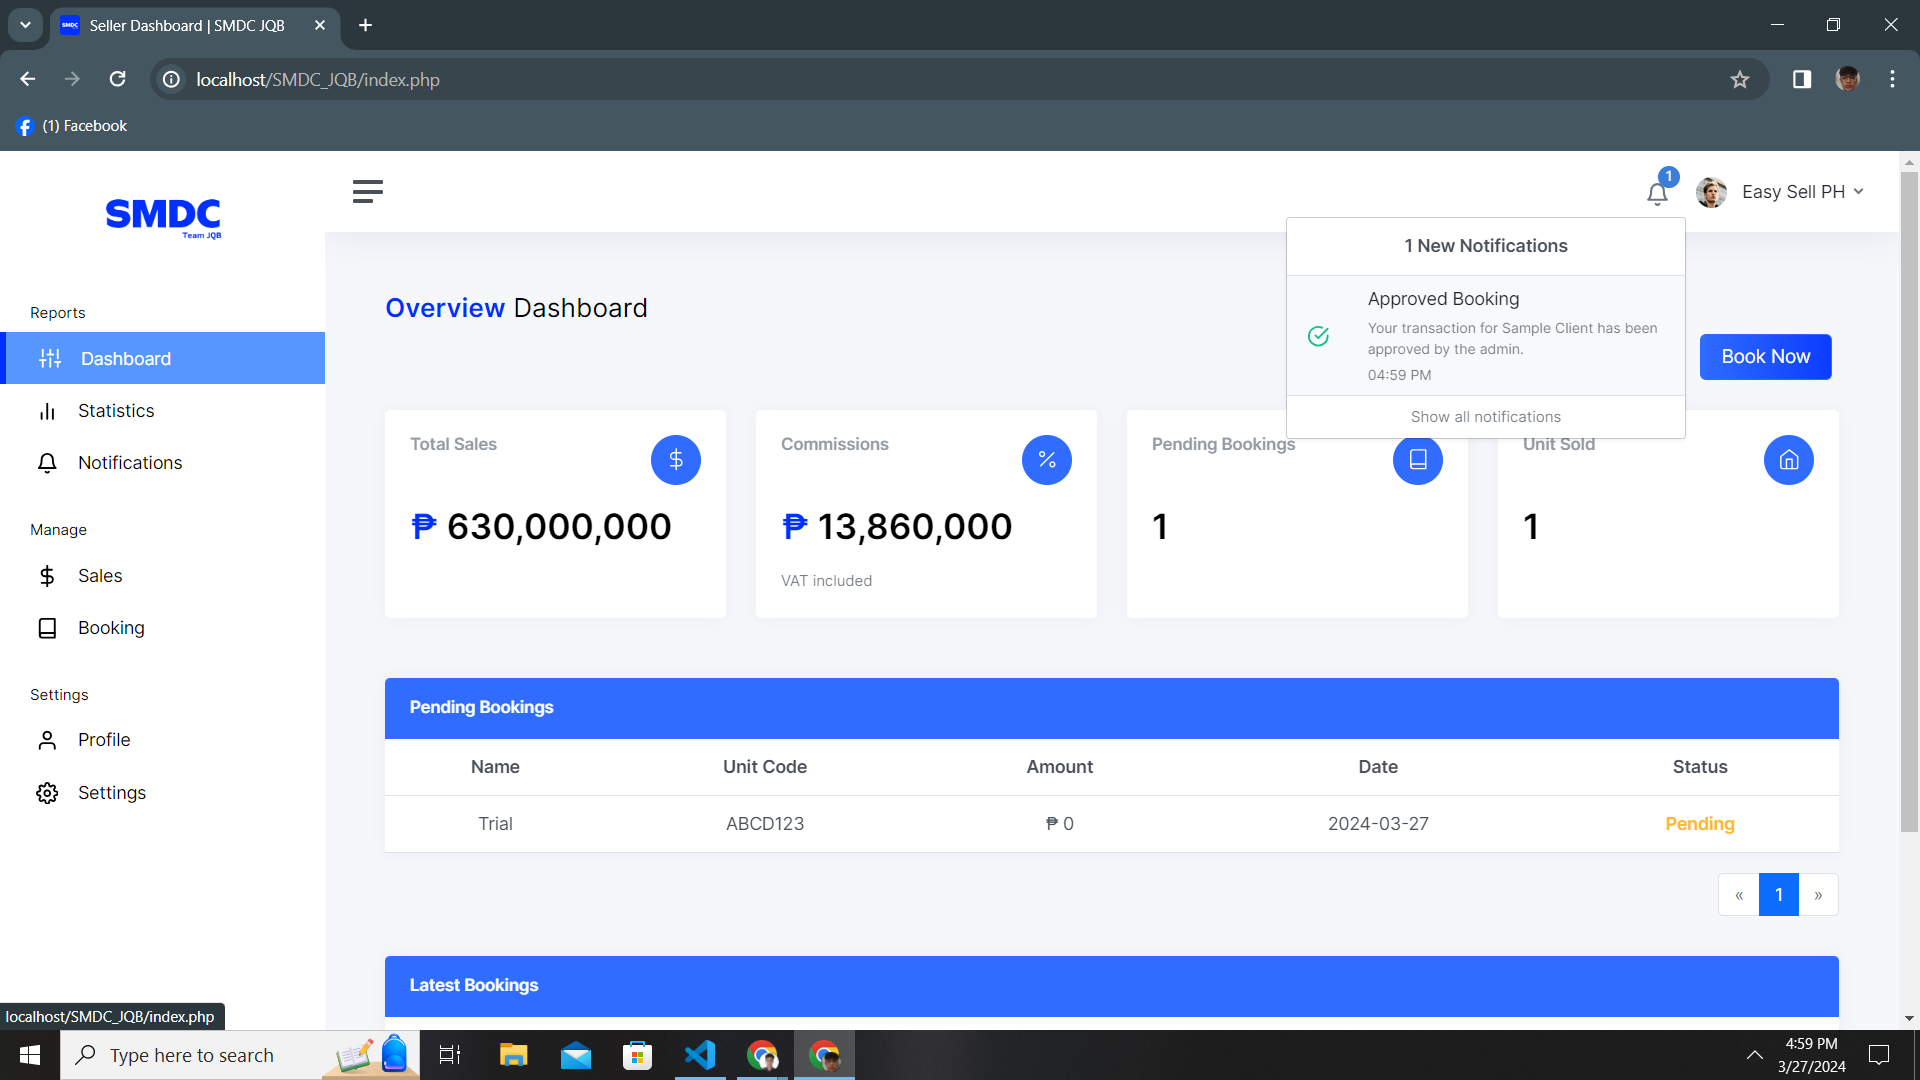 SMDC
Seller Dashboard | SMDC JQB
localhost/SMDC_JQB/index.php
(1) Facebook
SMDC
Team JQB
1
Easy Sell PH
1 New Notifications
Approved Booking
Your transaction for Sample Client has been
approved by the admin.
04:59 PM
Show all notifications
Reports
Dashboard
Statistics
Notifications
Manage
Sales
Booking
Settings
Profile
Settings
Overview Dashboard
Book Now
Total Sales
₱ 630,000,000
Commissions
₱ 13,860,000
VAT included
Pending Bookings
1
Unit Sold
1
Pending Bookings
Name Unit Code Amount Date Status
Trial ABCD123 ₱ 0 2024-03-27 Pending
« 1 »
Latest Bookings
localhost/SMDC_JQB/index.php
Type here to search
4:59 PM
3/27/2024